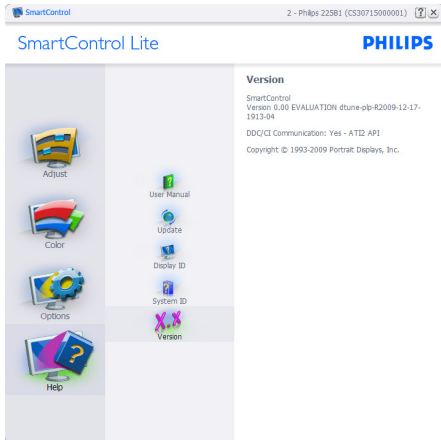 SmartControl
2 - Philips 225B1 (CS30715000001) ? X
SmartControl Lite
PHILIPS
Adjust
Color
Options
Help
User Manual
Update
Display ID
System ID
X.X
Version
Version
SmartControl
Version 0.00 EVALUATION dtune-plp-R2009-12-17-
1913-04
DDC/CI Communication: Yes - ATI2 API
Copyright © 1993-2009 Portrait Displays, Inc.